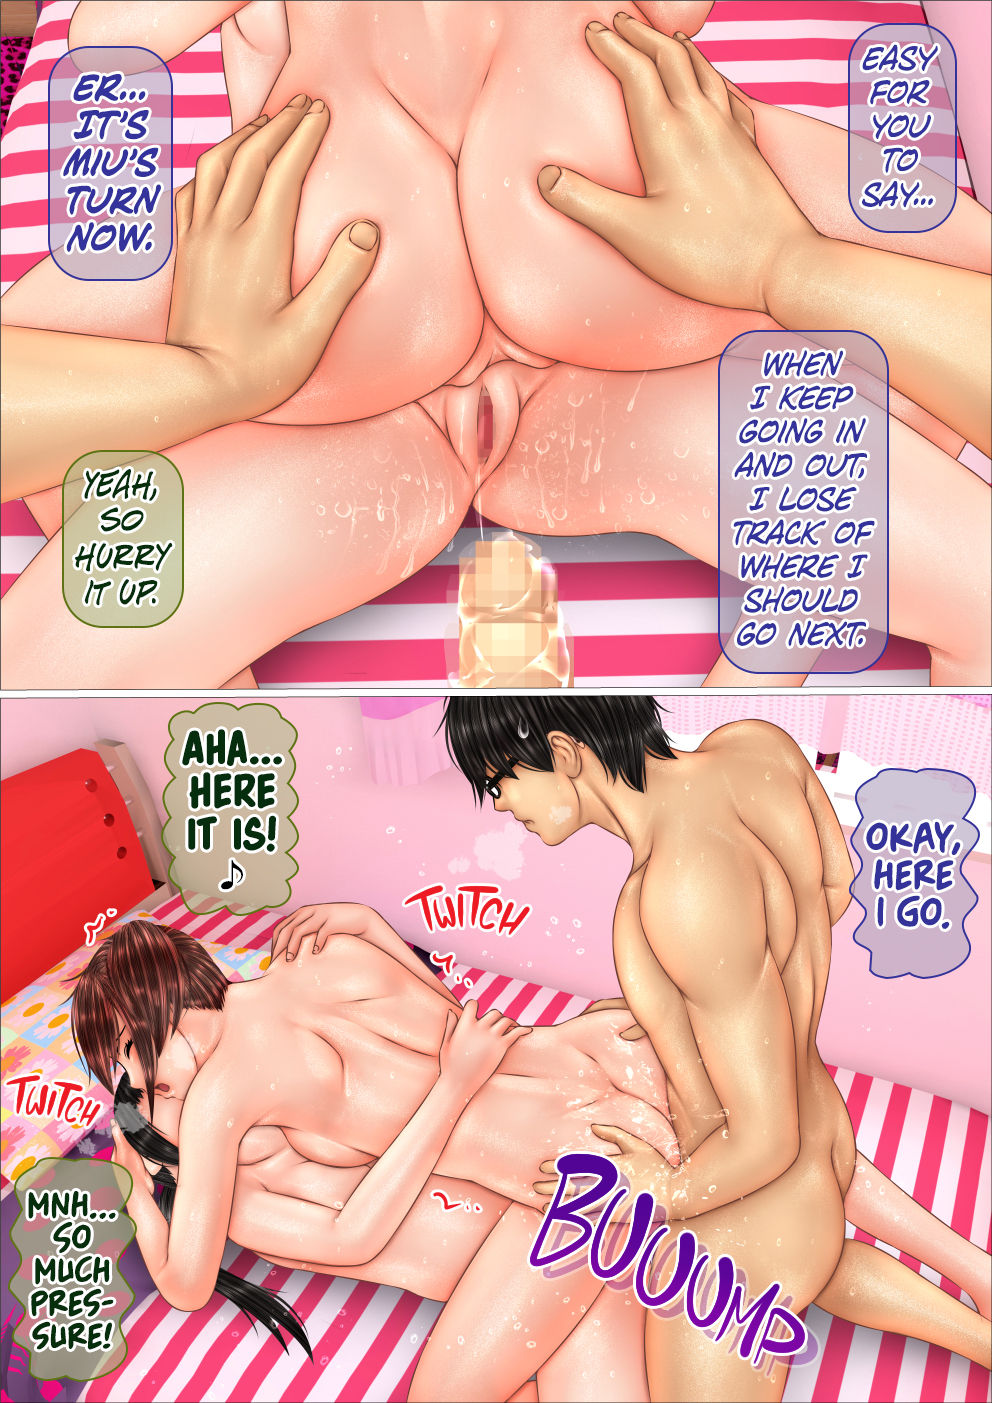 EASY
FOR
YOU
TO
SAY...
ER...
IT'S
MIU'S
TURN
NOW.
WHEN
I KEEP
GOING IN
AND OUT,
I LOSE
TRACK OF
WHERE I
SHOULD
GO NEXT.
YEAH,
SO
HURRY
IT UP.
OKAY,
HERE
I GO.
AHA...
HERE
IT IS!
♪
TWITCH
TWITCH
BUUUMP
MNH...
SO
MUCH
PRES-
SURE!